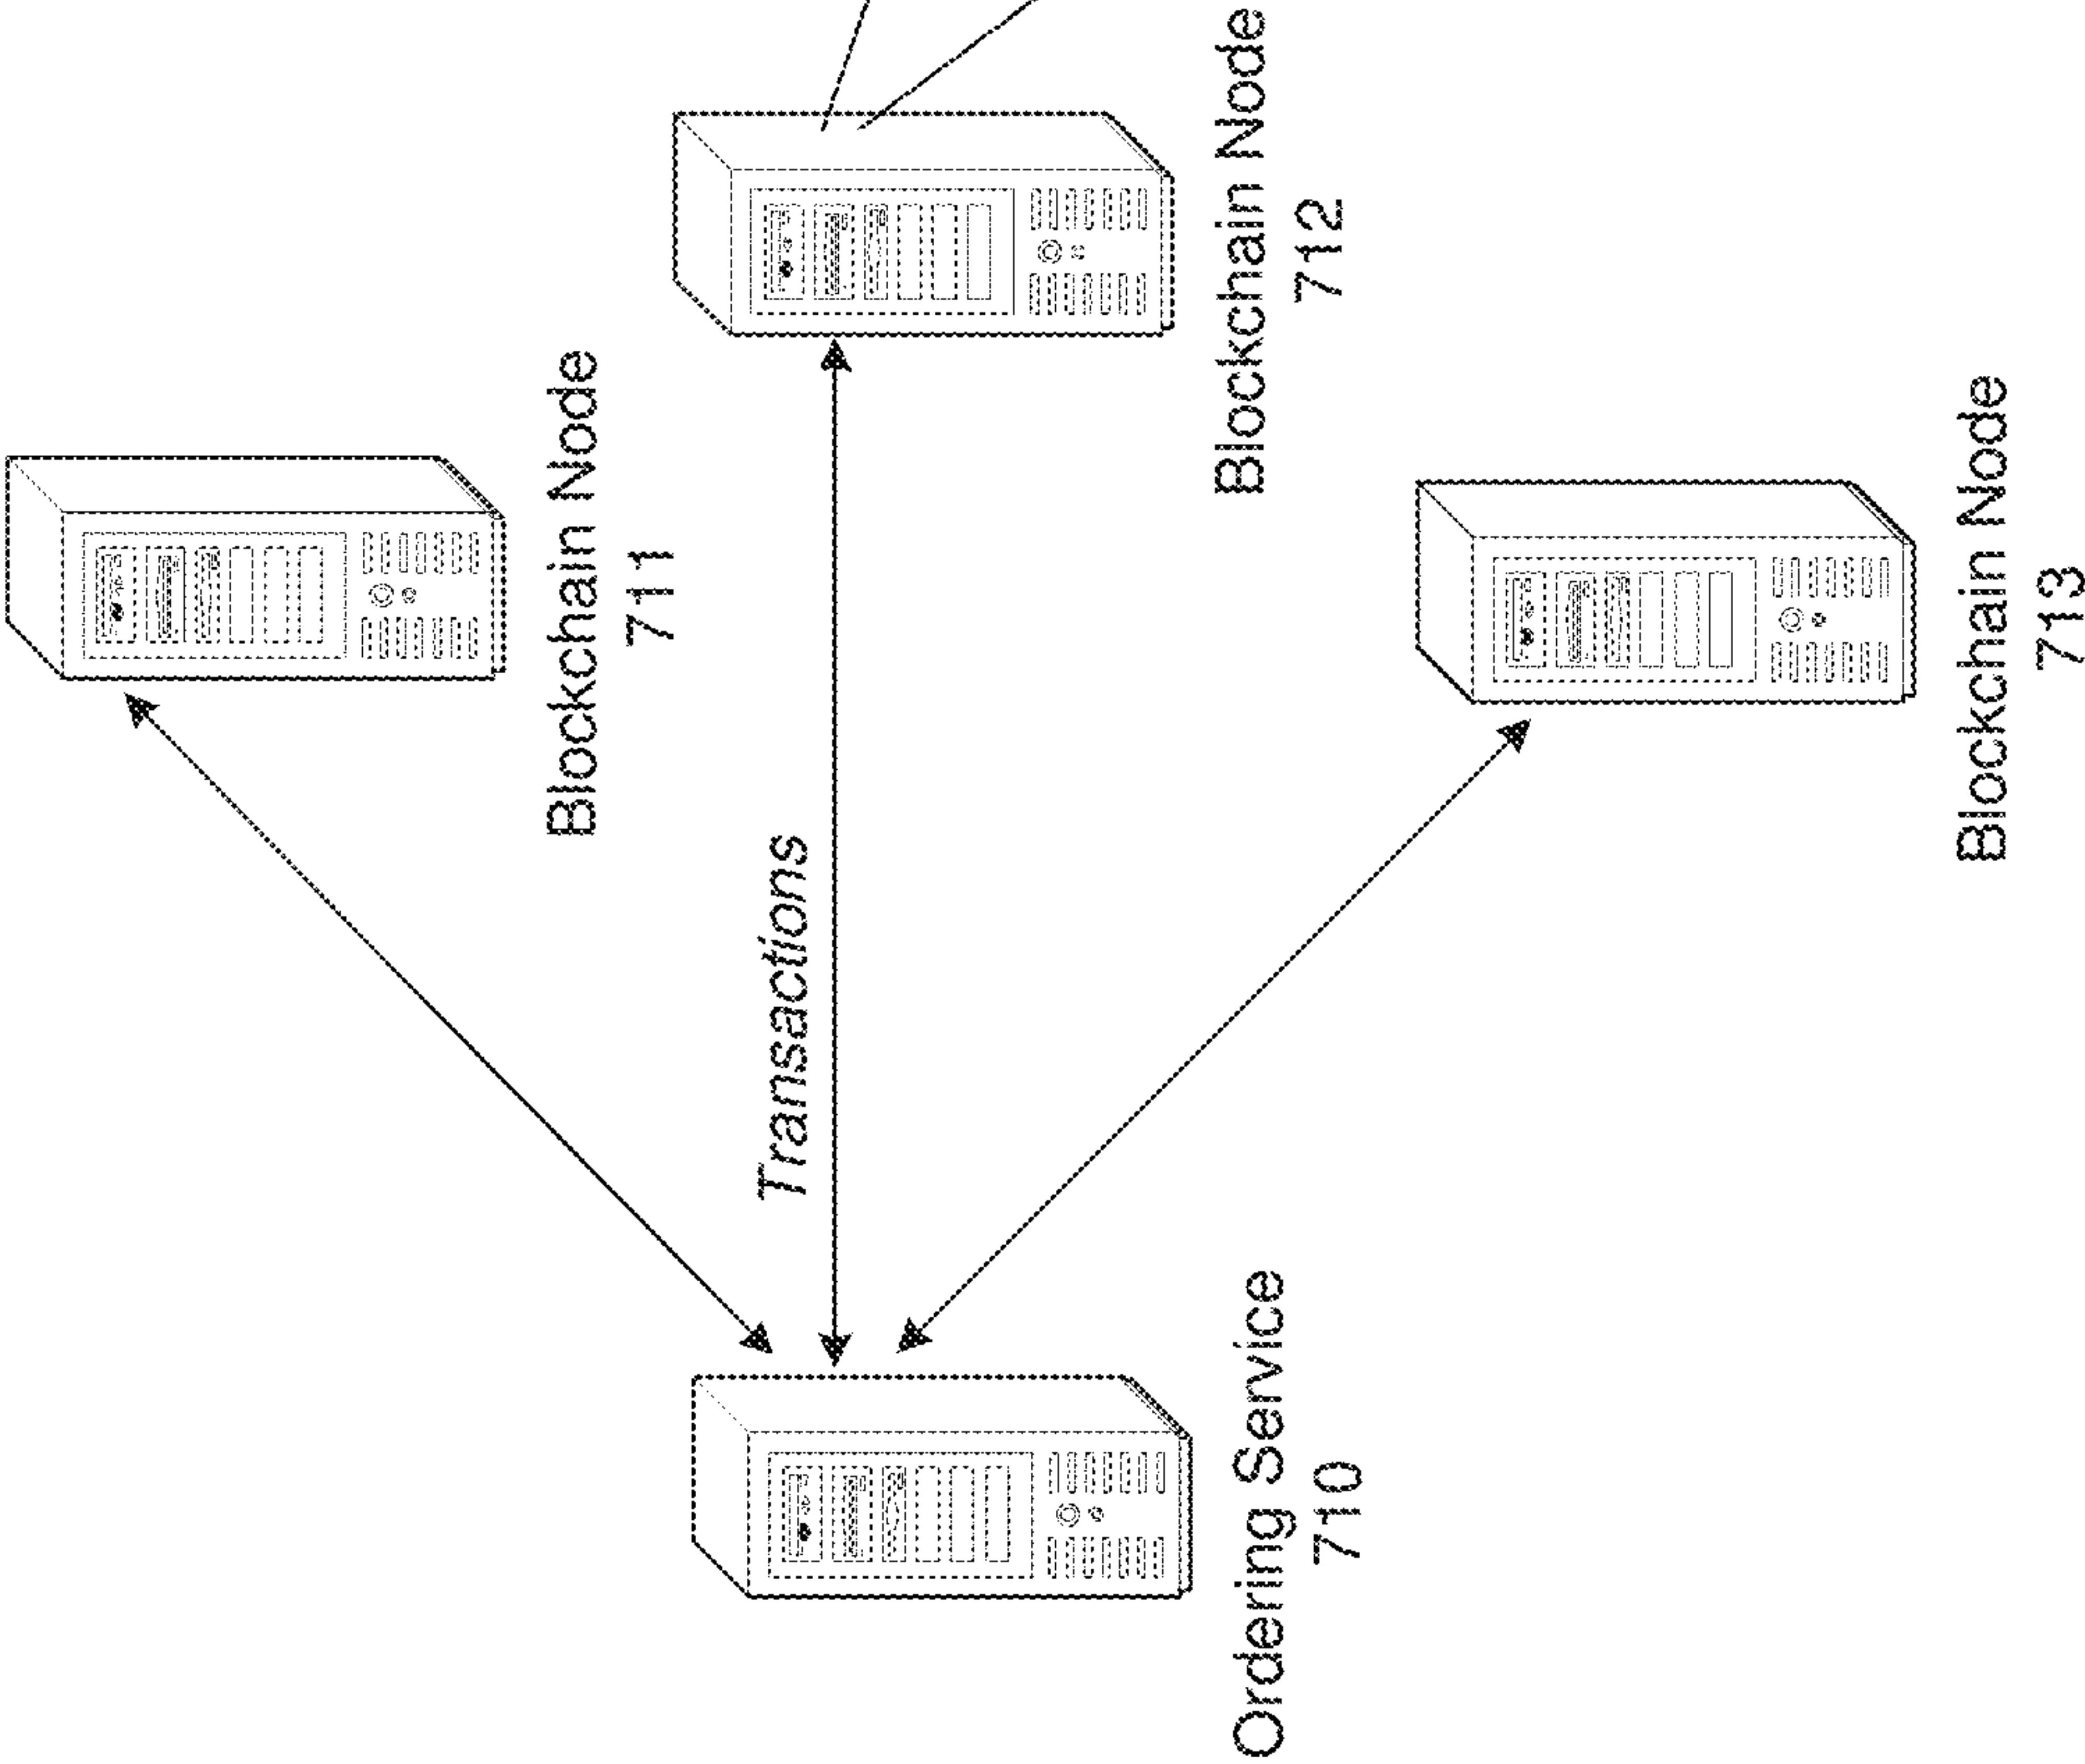 Blockchain Node
711
Transactions
Ordering Service
710
Blockchain Node
712
Blockchain Node
713